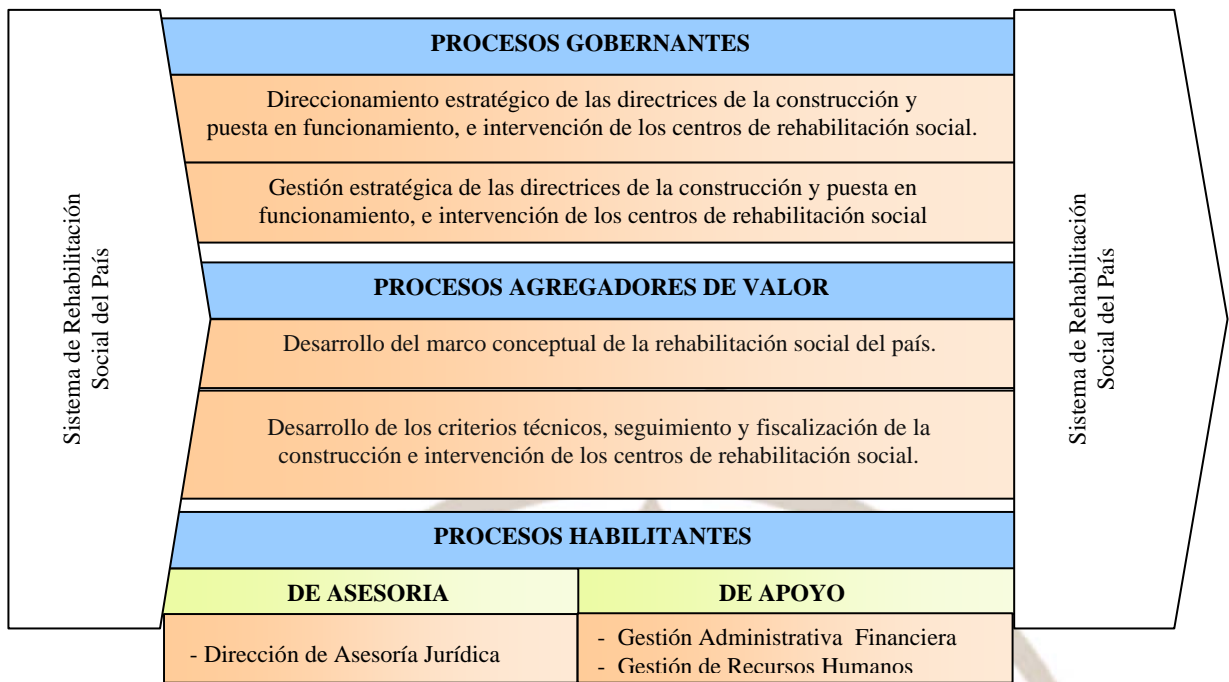 Sistema de Rehabilitación
Social del País
PROCESOS GOBERNANTES
Direccionamiento estratégico de las directrices de la construcción y
puesta en funcionamiento, e intervención de los centros de rehabilitación social.
Gestión estratégica de las directrices de la construcción y puesta en
funcionamiento, e intervención de los centros de rehabilitación social
PROCESOS AGREGADORES DE VALOR
Desarrollo del marco conceptual de la rehabilitación social del país.
Desarrollo de los criterios técnicos, seguimiento y fiscalización de la
construcción e intervención de los centros de rehabilitación social.
PROCESOS HABILITANTES
DE ASESORIA
- Dirección de Asesoría Jurídica
DE APOYO
- Gestión Administrativa Financiera
- Gestión de Recursos Humanos
Sistema de Rehabilitación
Social del País